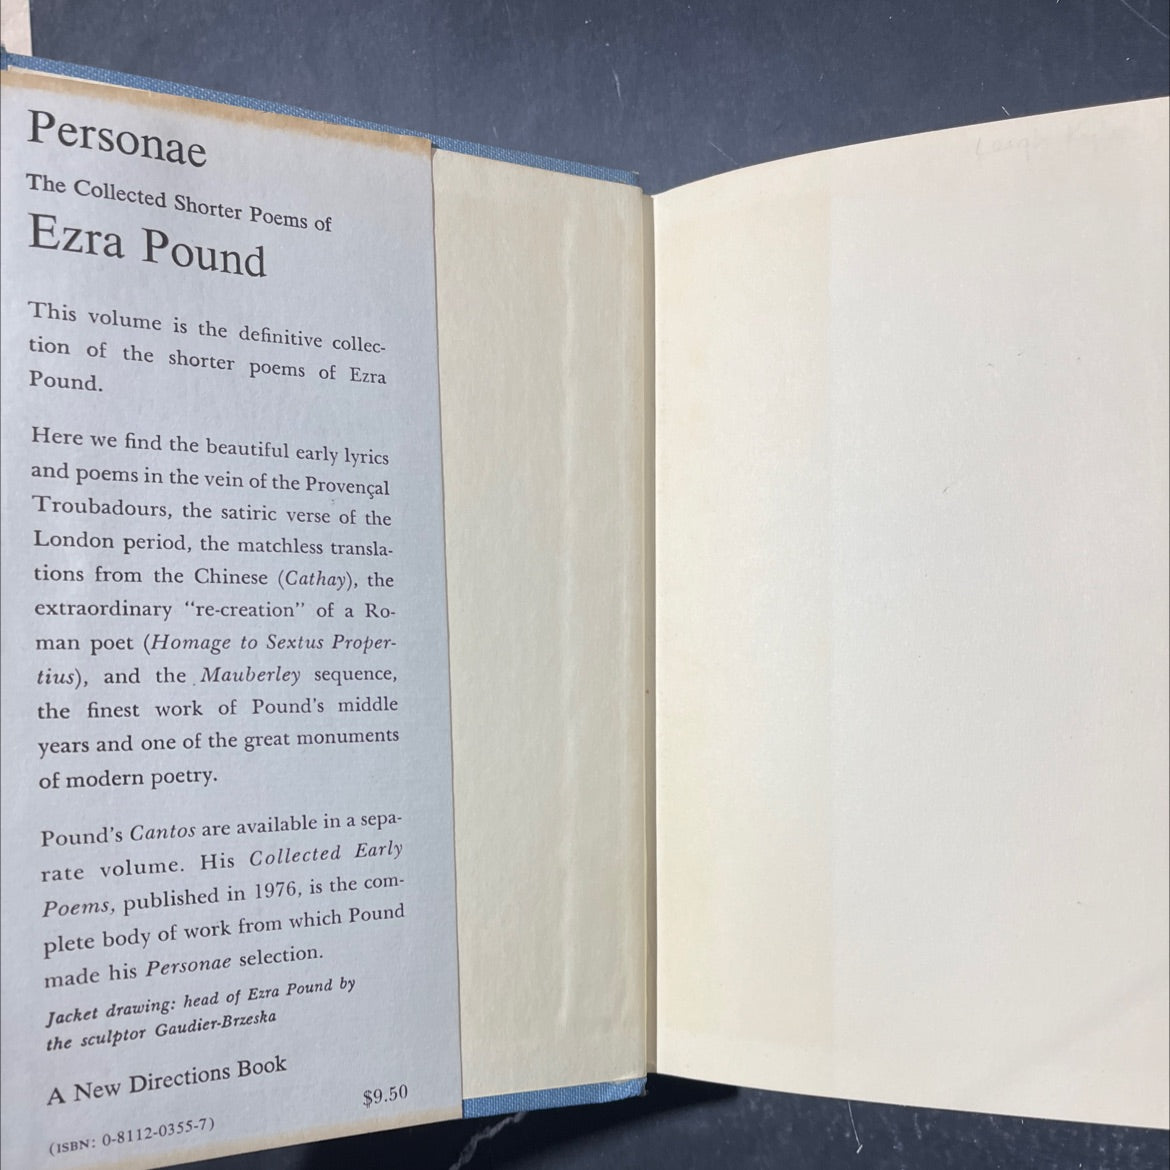 Personae
The Collected Shorter Poems of
Ezra Pound
This volume is the definitive collec-
tion of the shorter poems of Ezra
Pound.
Here we find the beautiful early lyrics
and poems in the vein of the Provençal
Troubadours, the satiric verse of the
London period, the matchless transla-
tions from the Chinese (Cathay), the
extraordinary “re-creation” of a Ro-
man poet (Homage to Sextus Proper-
tius), and the Mauberley sequence,
the finest work of Pound's middle
years and one of the great monuments
of modern poetry.
Pound's Cantos are available in a sepa-
rate volume. His Collected Early
Poems, published in 1976, is the com-
plete body of work from which Pound
made his Personae selection.
Jacket drawing: head of Ezra Pound by
the sculptor Gaudier-Brzeska
A New Directions Book
$9.50
(ISBN: 0-8112-0355-7)
Leigh